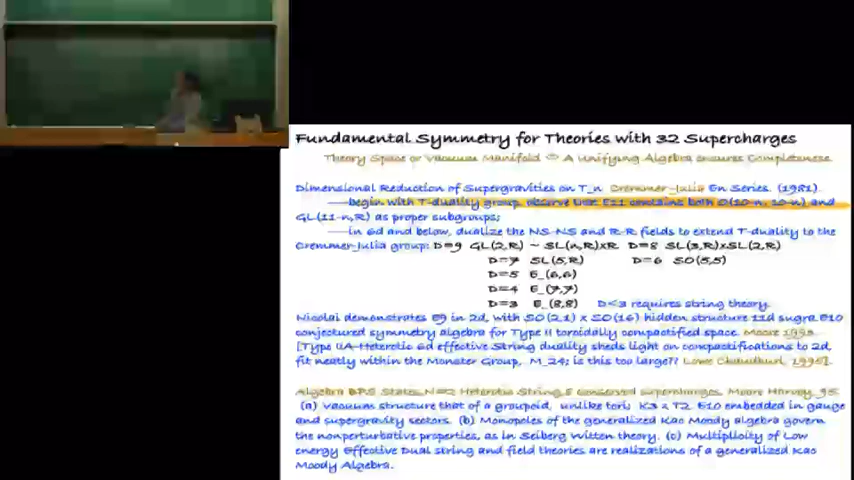 Fundamental Symmetry for Theories with 32 Supercharges
Theory Space or Vacuum Manifold A Unifying Algebra ensures Completeness
Dimensional Reduction of Supergravities on T_n Cremmer-Julia En Series. (1981)
begin with T-duality group, observe that E11 contains both O(10-n, 10-n) and
GL(11-n,R) as proper subgroups;
in 6d and below, dualize the NS-NS and R-R fields to extend T-duality to the
Cremmer-Julia group: D=9 GL(2,R) ~ SL(n,R)xR D=8 SL(3,R)xSL(2,R)
D=7 SL(5,R) D=6 SO(5,5)
D=5 E_(6,6)
D=4 E_(7,7)
D=3 E_(8,8) D<3 requires string theory.
Nicolai demonstrates E9 in 2d, with SO(2,1) x SO(16) hidden structure 11d sugra E10
conjectured symmetry algebra for Type II toroidally compactified space. Moore
[Type IIA-Heterotic 6d effective String duality sheds light on compactifications to 2d,
fit neatly within the Monster Group, M_24; is this too large?? Lowe Chaudhuri,
Algebra BPS States N=2 Heterotic String, conserved supercharges. Moore Harvey 95
(a) Vacuum structure that of a groupoid, unlike tori; K3 x T2 E10 embedded in gauge
and supergravity sectors. (b) Monopoles of the generalized Kac Moody algebra govern
the nonperturbative properties, as in Seiberg Witten theory. (c) Multiplicity of Low
energy Effective Dual string and field theories are realizations of a generalized Kac
Moody Algebra.